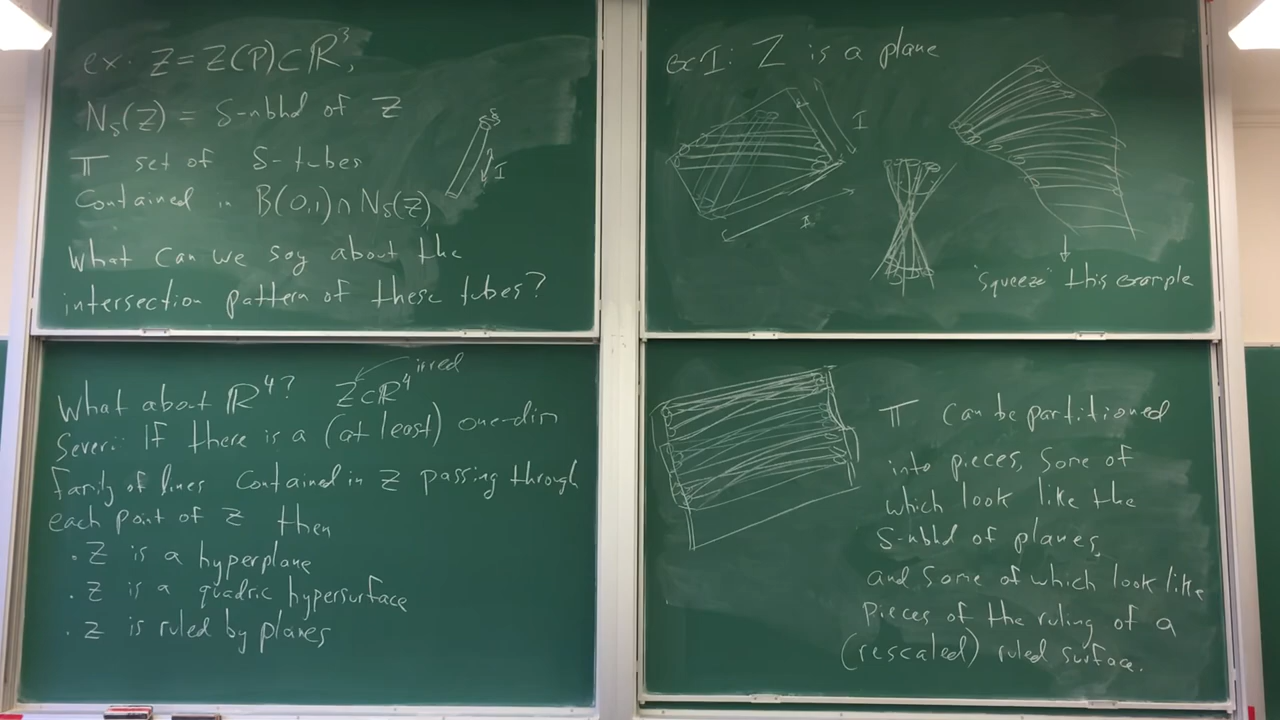 ex. Z = Z(P) ⊂ ℝ³,
N_δ(Z) = δ-nbhd of Z
𝕋 set of δ-tubes
Contained in B(0,1) ∩ N_δ(Z)
δ
1
What can we say about the
intersection pattern of these tubes?
ex I: Z is a plane
1
1
"squeeze" this example
What about ℝ⁴? Z ⊂ ℝ⁴ irred
Severi: If there is a (at least) one-dim
family of lines contained in Z passing through
each point of Z then
· Z is a hyperplane
· Z is a quadric hypersurface
· Z is ruled by planes
𝕋 can be partitioned
into pieces, some of
which look like the
δ-nbhd of planes,
and some of which look like
pieces of the ruling of a
(rescaled) ruled surface.